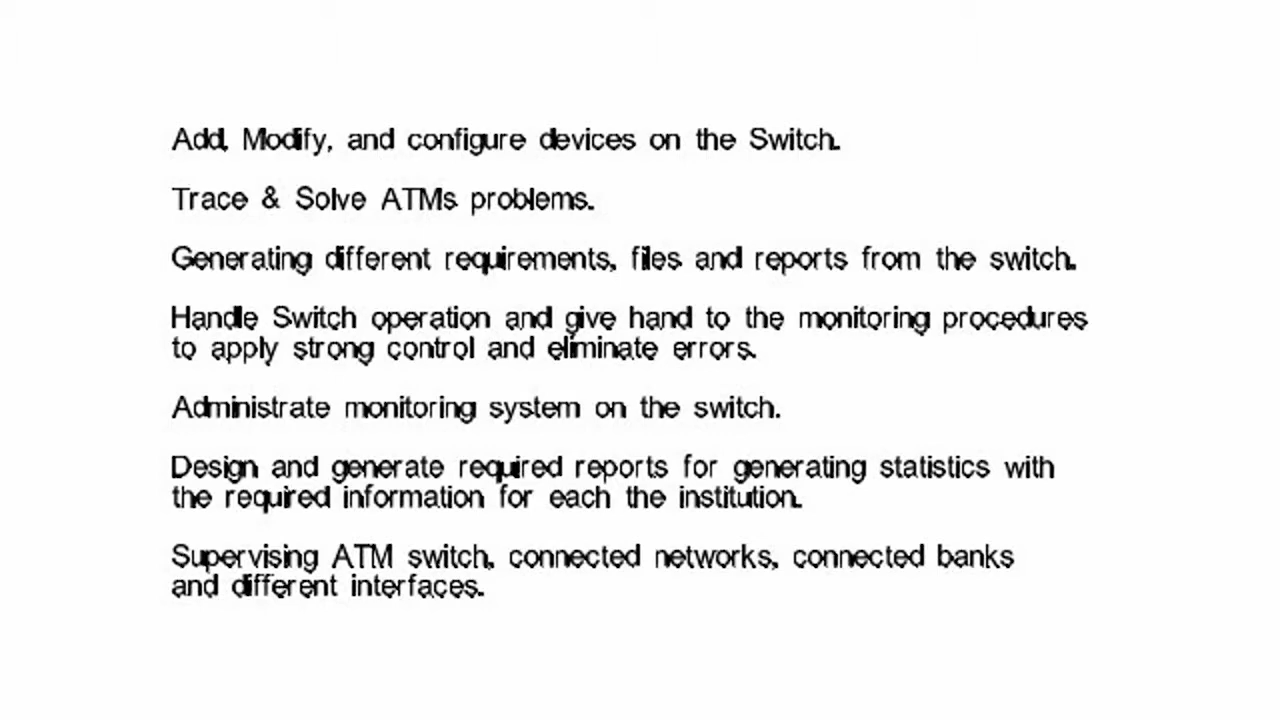 Add, Modify, and configure devices on the Switch.
Trace & Solve ATMs problems.
Generating different requirements, files and reports from the switch.
Handle Switch operation and give hand to the monitoring procedures
to apply strong control and eliminate errors.
Administrate monitoring system on the switch.
Design and generate required reports for generating statistics with
the required information for each the institution.
Supervising ATM switch, connected networks, connected banks
and different interfaces.